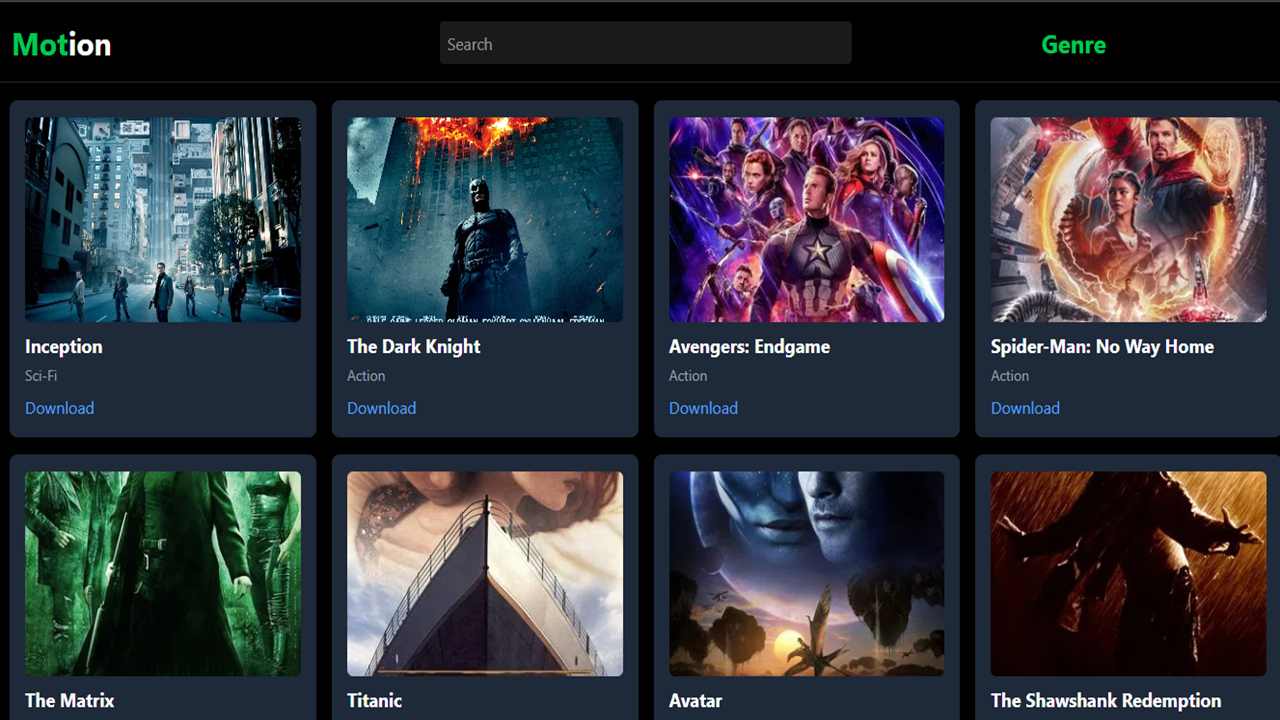 Motion
Search
Genre
Inception
The Dark Knight
Avengers: Endgame
Spider-Man: No Way Home
Sci-Fi
Action
Action
Action
Download
Download
Download
Download
The Matrix
Titanic
Avatar
The Shawshank Redemption